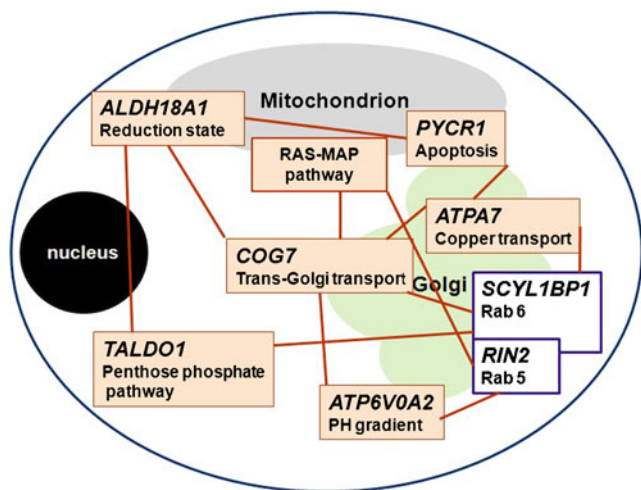 Mitochondrion
ALDH18A1
Reduction state
PYCR1
Apoptosis
RAS-MAP
pathway
ATPA7
Copper transport
nucleus
COG7
Trans-Golgi transport
Golgi
SCYL1BP1
Rab 6
TALDO1
Penthose phosphate
pathway
RIN2
Rab 5
ATP6V0A2
PH gradient